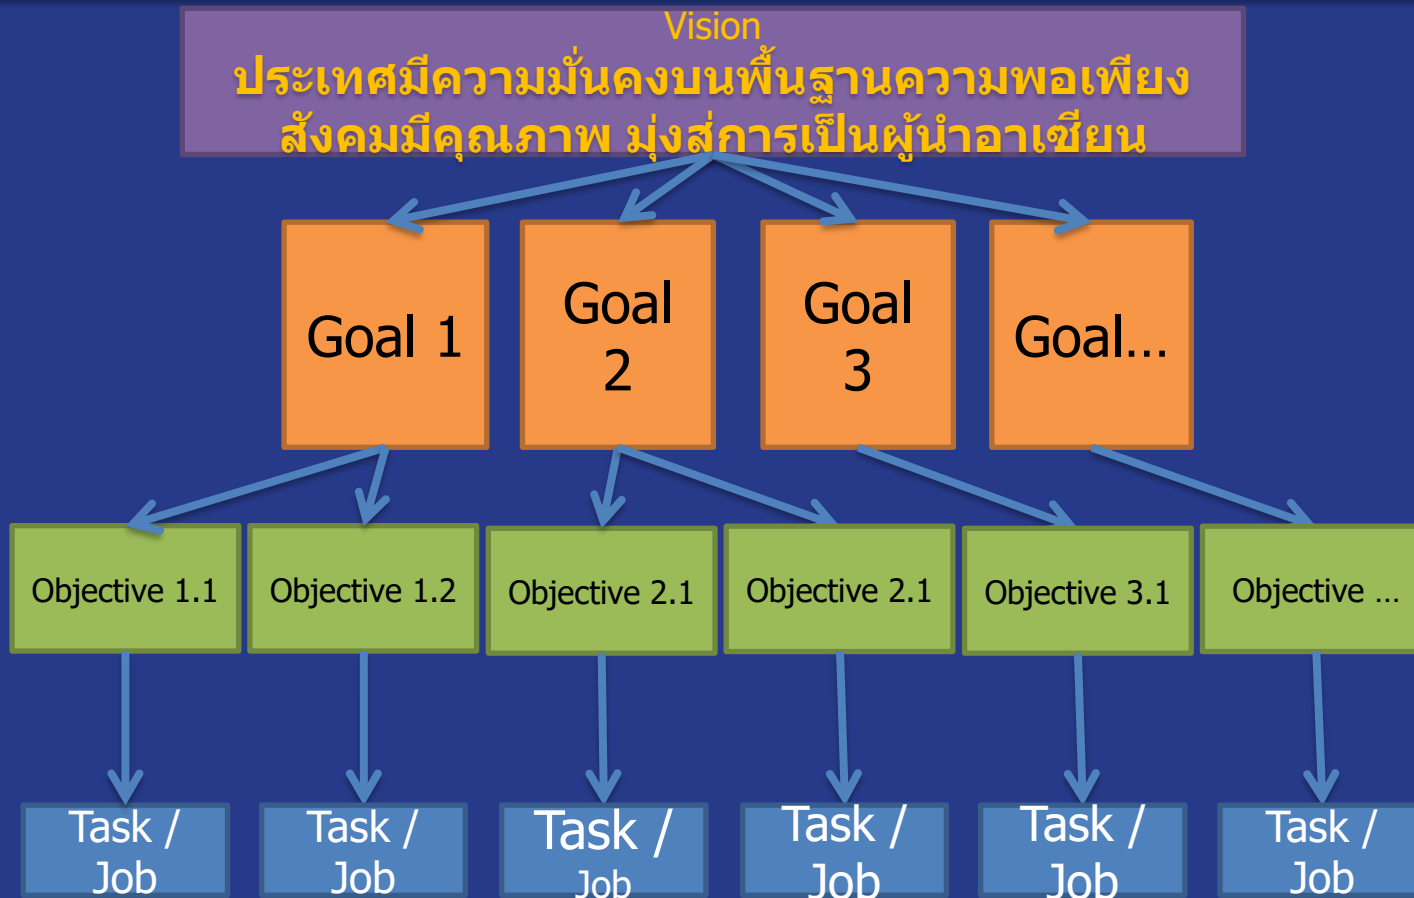 Vision
ประเทศมีความมั่นคงบนพื้นฐานความพอเพียง
สังคมมีคุณภาพ มุ่งสู่การเป็นผู้นำอาเซียน
Goal 1
Goal
2
Goal
3
Goal…
Objective 1.1
Objective 1.2
Objective 2.1
Objective 2.1
Objective 3.1
Objective …
Task /
Job
Task /
Job
Task /
Job
Task /
Job
Task /
Job
Task /
Job